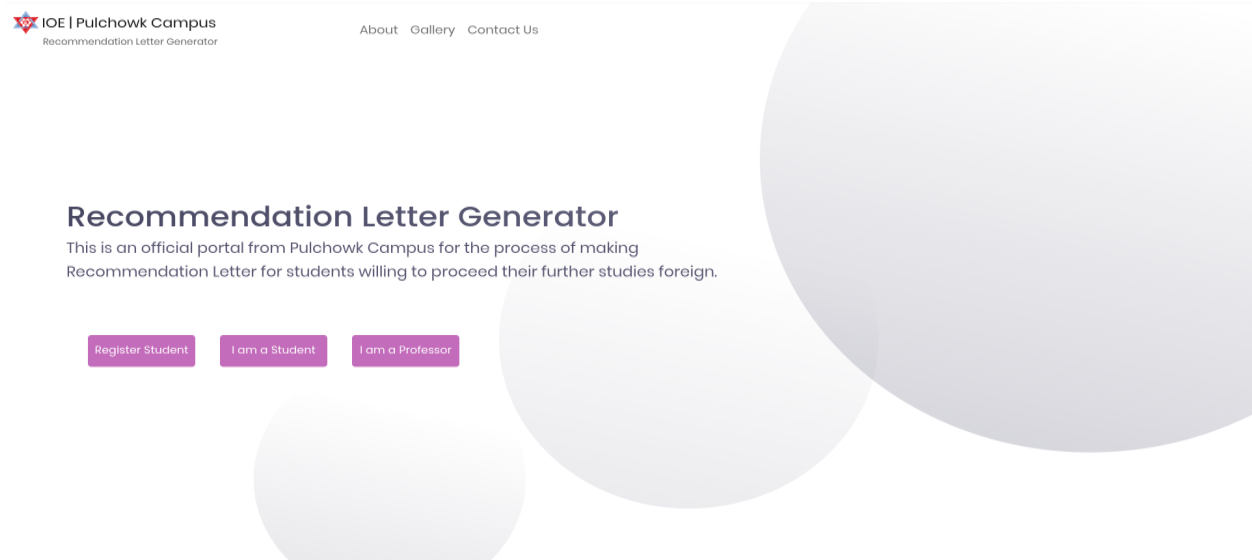 IOE | Pulchowk Campus
Recommendation Letter Generator
About Gallery Contact Us
Recommendation Letter Generator
This is an official portal from Pulchowk Campus for the process of making
Recommendation Letter for students willing to proceed their further studies foreign.
Register Student I am a Student I am a Professor